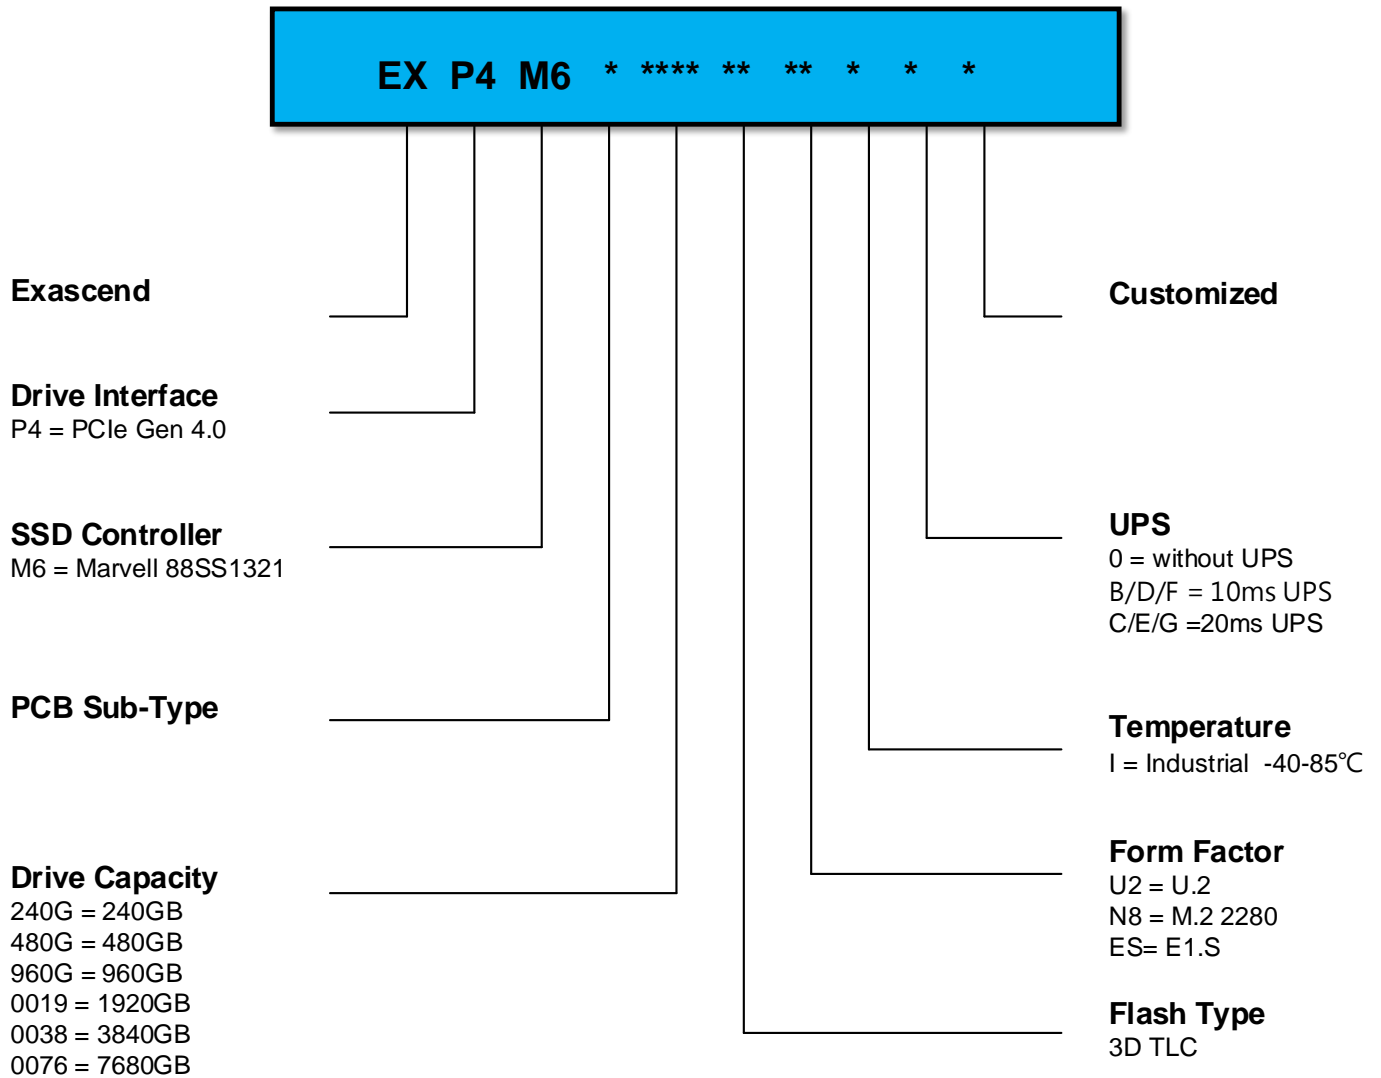 EX P4 M6 * **** ** ** * * *
Exascend
Drive Interface
P4 = PCIe Gen 4.0
SSD Controller
M6 = Marvell 88SS1321
PCB Sub-Type
Drive Capacity
240G = 240GB
480G = 480GB
960G = 960GB
0019 = 1920GB
0038 = 3840GB
0076 = 7680GB
Customized
UPS
0 = without UPS
B/D/F = 10ms UPS
C/E/G =20ms UPS
Temperature
I = Industrial  -40-85℃
Form Factor
U2 = U.2
N8 = M.2 2280
ES= E1.S
Flash Type
3D TLC